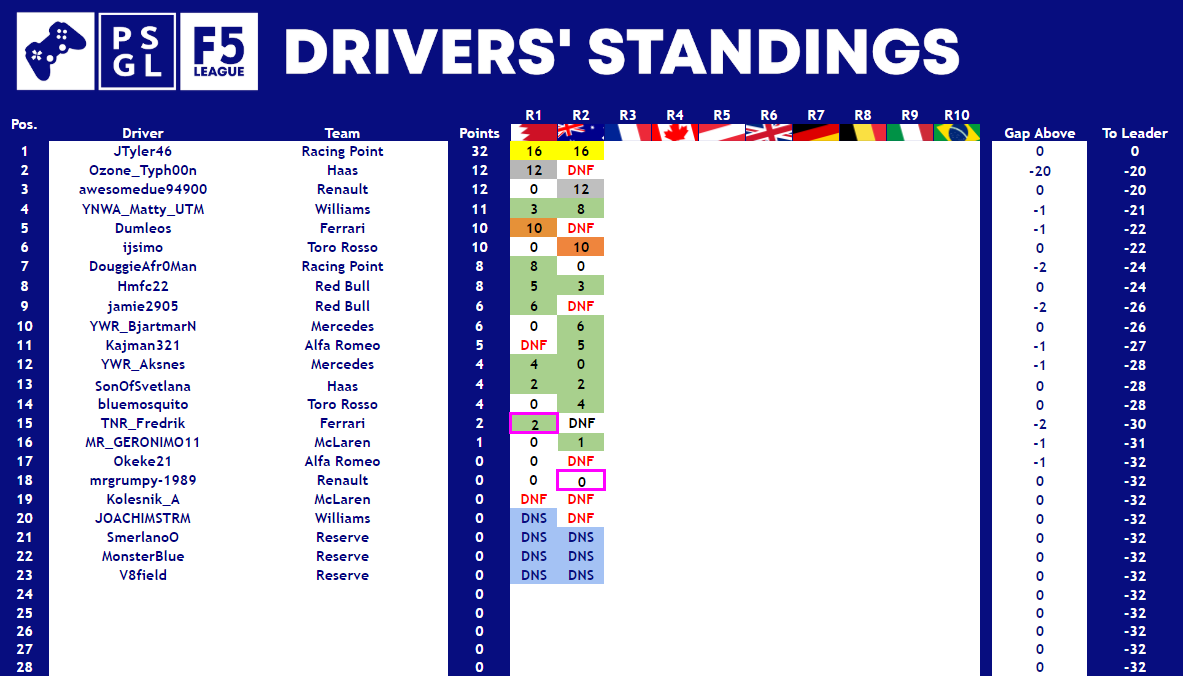 PS GL F5 LEAGUE DRIVERS' STANDINGS
R1 R2 R3 R4 R5 R6 R7 R8 R9 R10
Pos. Driver Team Points Gap Above To Leader
1 JTyler46 Racing Point 32 16 16 0 0
2 Ozone_Typh00n Haas 12 12 DNF -20 -20
3 awesomedue94900 Renault 12 0 12 0 -20
4 YNWA_Matty_UTM Williams 11 3 8 -1 -21
5 Dumleos Ferrari 10 10 DNF -1 -22
6 ijsimo Toro Rosso 10 0 10 0 -22
7 DouggieAfr0Man Racing Point 8 8 0 -2 -24
8 Hmfc22 Red Bull 8 5 3 0 -24
9 jamie2905 Red Bull 6 6 DNF -2 -26
10 YWR_BjartmarN Mercedes 6 0 6 0 -26
11 Kajman321 Alfa Romeo 5 DNF 5 -1 -27
12 YWR_Aksnes Mercedes 4 4 0 -1 -28
13 SonOfSvetlana Haas 4 2 2 0 -28
14 bluemosquito Toro Rosso 4 0 4 0 -28
15 TNR_Fredrik Ferrari 2 2 DNF -2 -30
16 MR_GERONIMO11 McLaren 1 0 1 -1 -31
17 Okeke21 Alfa Romeo 0 0 DNF -1 -32
18 mrgrumpy-1989 Renault 0 0 0 0 -32
19 Kolesnik_A McLaren 0 DNF DNF 0 -32
20 JOACHIMSTRM Williams 0 DNS DNF 0 -32
21 SmerlanoO Reserve 0 DNS DNS 0 -32
22 MonsterBlue Reserve 0 DNS DNS 0 -32
23 V8field Reserve 0 DNS DNS 0 -32
24 0 0 -32
25 0 0 -32
26 0 0 -32
27 0 0 -32
28 0 0 -32